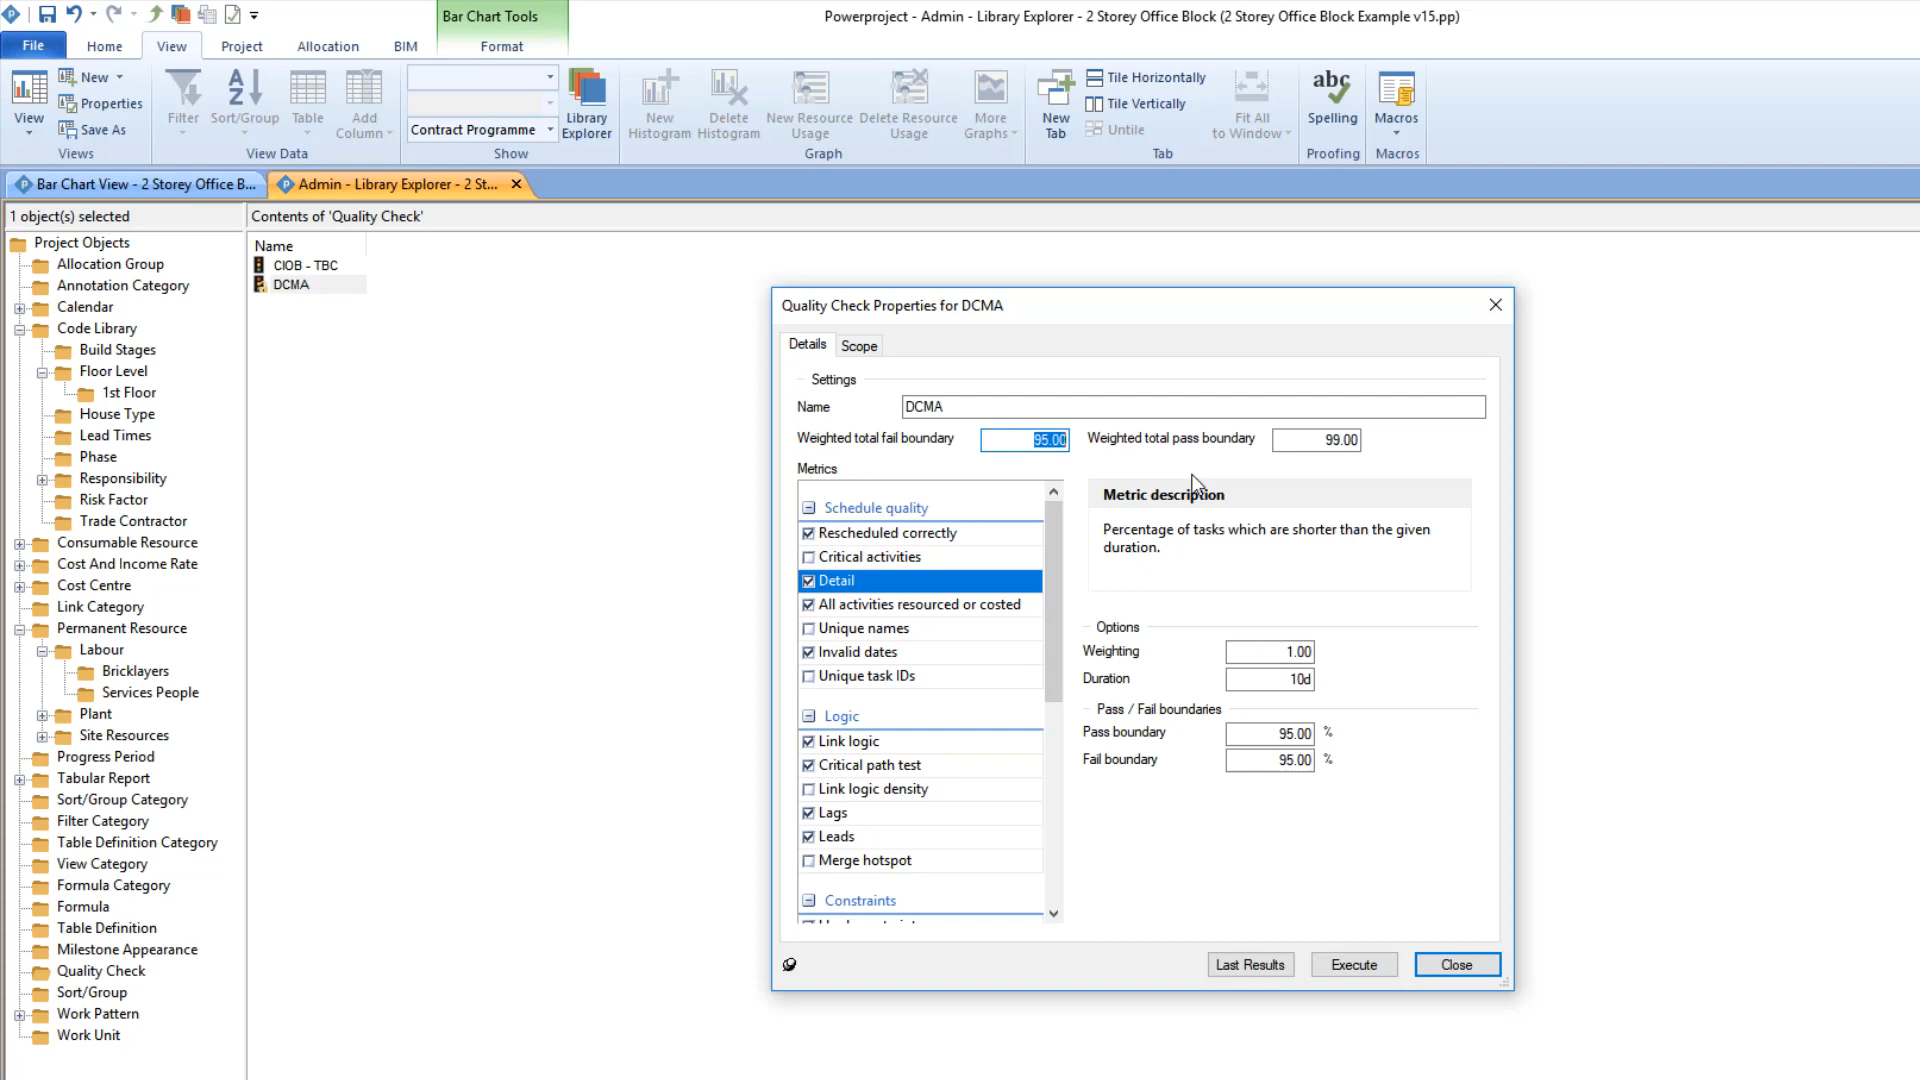 Bar Chart Tools
Powerproject - Admin - Library Explorer - 2 Storey Office Block (2 Storey Office Block Example v15.pp)
File
Home
View
Project
Allocation
BIM
Format
View
New
Properties
Save As
Views
Filter
Sort/Group
Table
Add Column
View Data
Contract Programme
Library Explorer
Show
New Histogram
Delete Histogram
New Resource Usage
Delete Resource Usage
More Graphs
Graph
New Tab
Tile Horizontally
Tile Vertically
Untile
Fit All to Window
Tab
abc
Spelling
Proofing
Macros
Macros
Bar Chart View - 2 Storey Office B...
Admin - Library Explorer - 2 St...
1 object(s) selected
Contents of 'Quality Check'
Project Objects
Allocation Group
Annotation Category
Calendar
Code Library
Build Stages
Floor Level
1st Floor
House Type
Lead Times
Phase
Responsibility
Risk Factor
Trade Contractor
Consumable Resource
Cost And Income Rate
Cost Centre
Link Category
Permanent Resource
Labour
Bricklayers
Services People
Plant
Site Resources
Progress Period
Tabular Report
Sort/Group Category
Filter Category
Table Definition Category
View Category
Formula Category
Formula
Table Definition
Milestone Appearance
Quality Check
Sort/Group
Work Pattern
Work Unit
Name
CIOB - TBC
DCMA
Quality Check Properties for DCMA
Details
Scope
Settings
Name
DCMA
Weighted total fail boundary
95.00
Weighted total pass boundary
99.00
Metrics
Schedule quality
Rescheduled correctly
Critical activities
Detail
All activities resourced or costed
Unique names
Invalid dates
Unique task IDs
Logic
Link logic
Critical path test
Link logic density
Lags
Leads
Merge hotspot
Constraints
Metric description
Percentage of tasks which are shorter than the given
duration.
Options
Weighting
1.00
Duration
10d
Pass / Fail boundaries
Pass boundary
95.00 %
Fail boundary
95.00 %
Last Results
Execute
Close